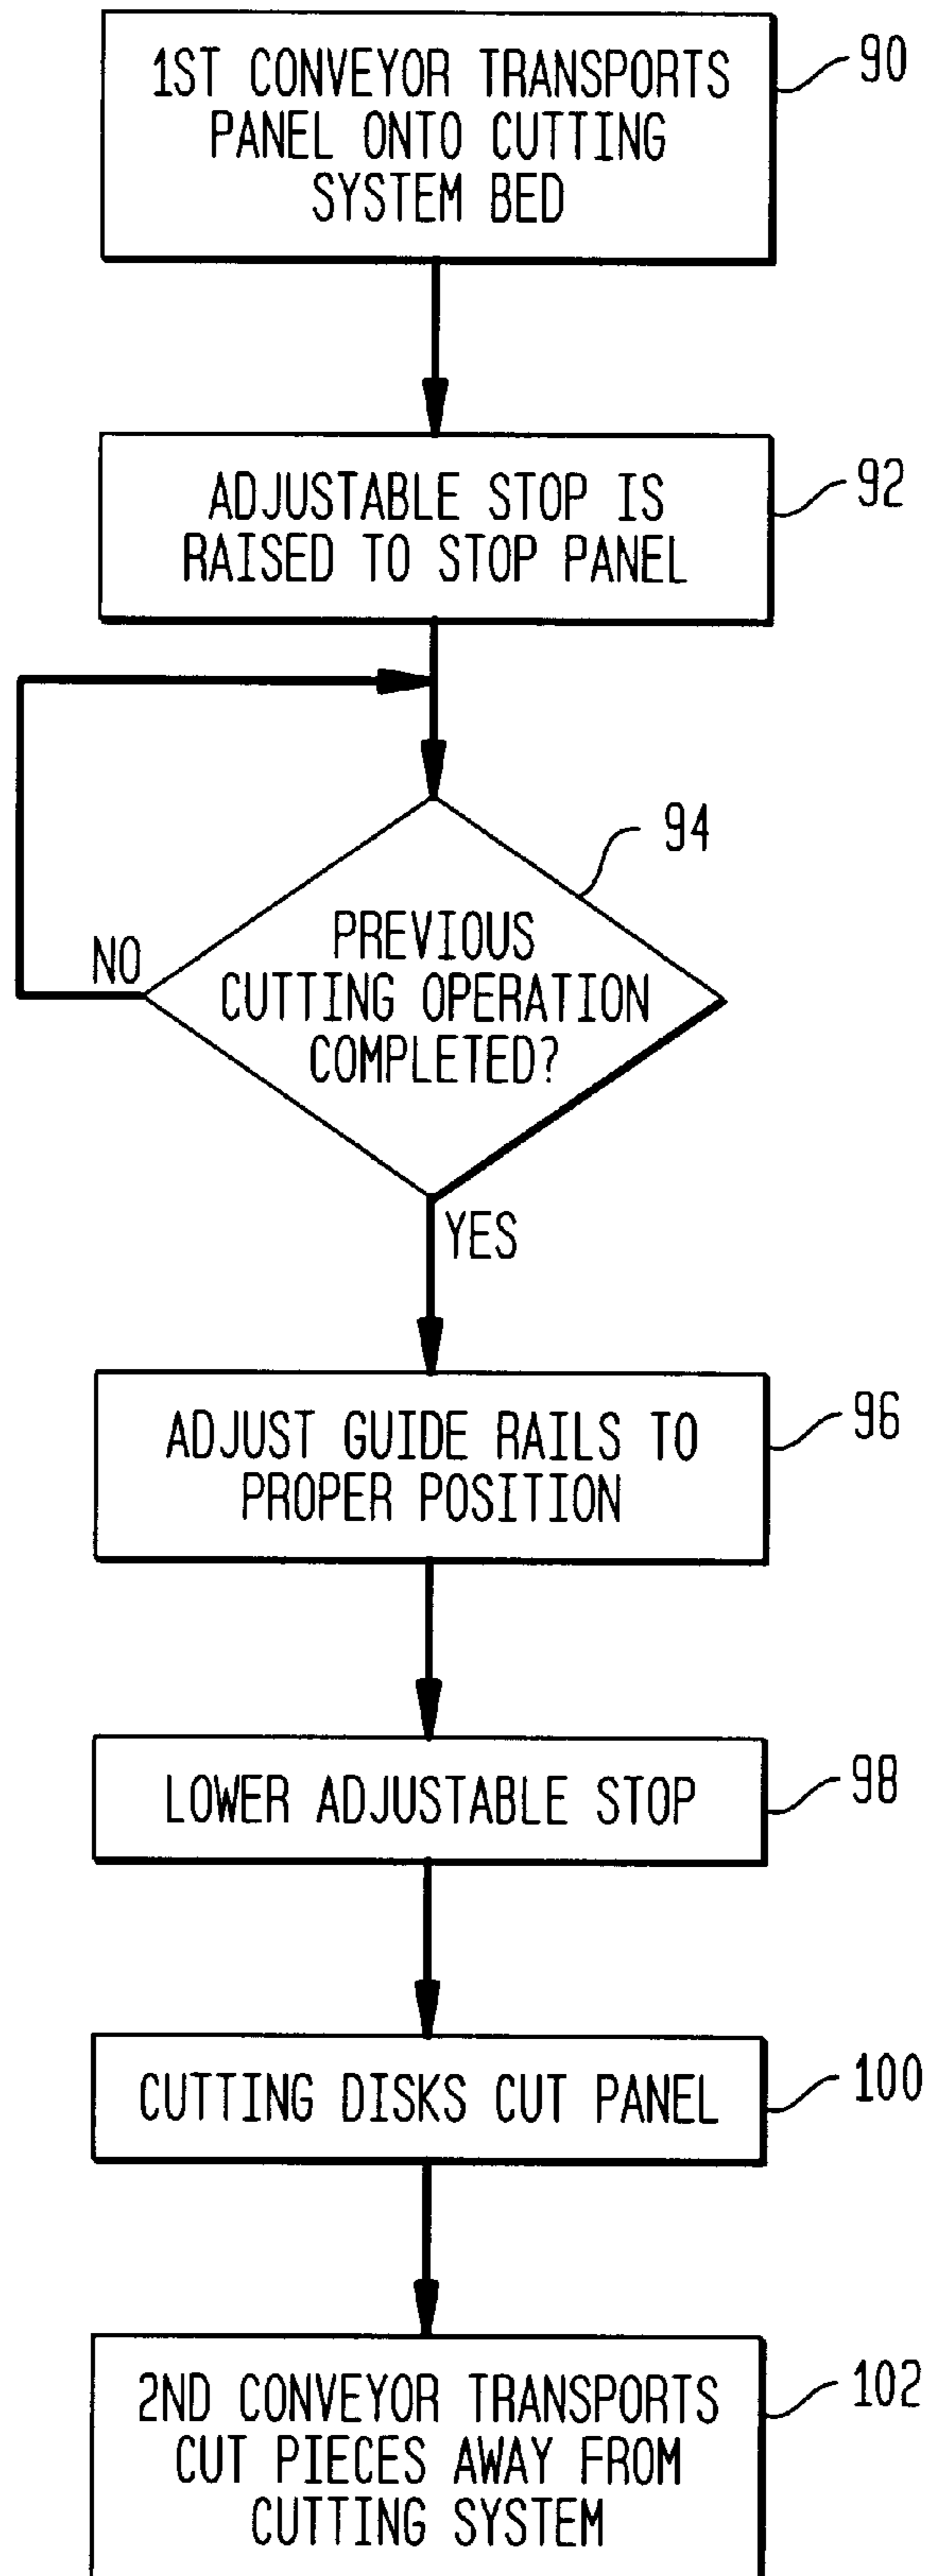 1ST CONVEYOR TRANSPORTS
PANEL ONTO CUTTING
SYSTEM BED
90
ADJUSTABLE STOP IS
RAISED TO STOP PANEL
92
94
PREVIOUS
CUTTING OPERATION
COMPLETED?
NO
YES
ADJUST GUIDE RAILS TO
PROPER POSITION
96
LOWER ADJUSTABLE STOP
98
CUTTING DISKS CUT PANEL
100
2ND CONVEYOR TRANSPORTS
CUT PIECES AWAY FROM
CUTTING SYSTEM
102